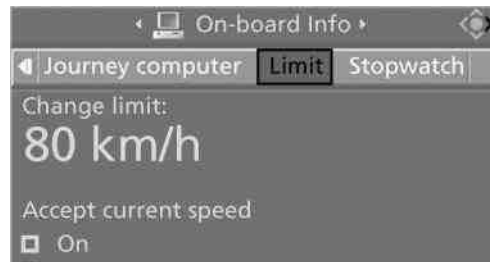 On-board Info
Journey computer Limit Stopwatch
Change limit:
80 km/h
Accept current speed
On